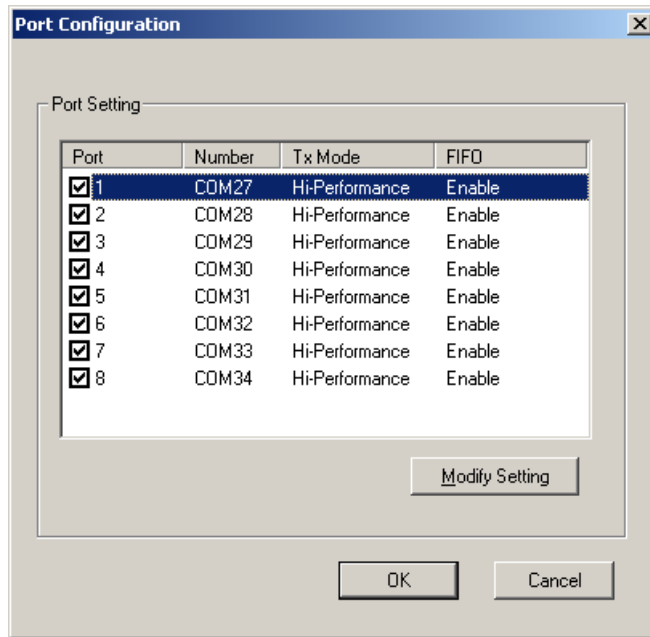 Port Configuration
Port Setting
Port Number Tx Mode FIFO
1 COM27 Hi-Performance Enable
2 COM28 Hi-Performance Enable
3 COM29 Hi-Performance Enable
4 COM30 Hi-Performance Enable
5 COM31 Hi-Performance Enable
6 COM32 Hi-Performance Enable
7 COM33 Hi-Performance Enable
8 COM34 Hi-Performance Enable
Modify Setting
OK Cancel